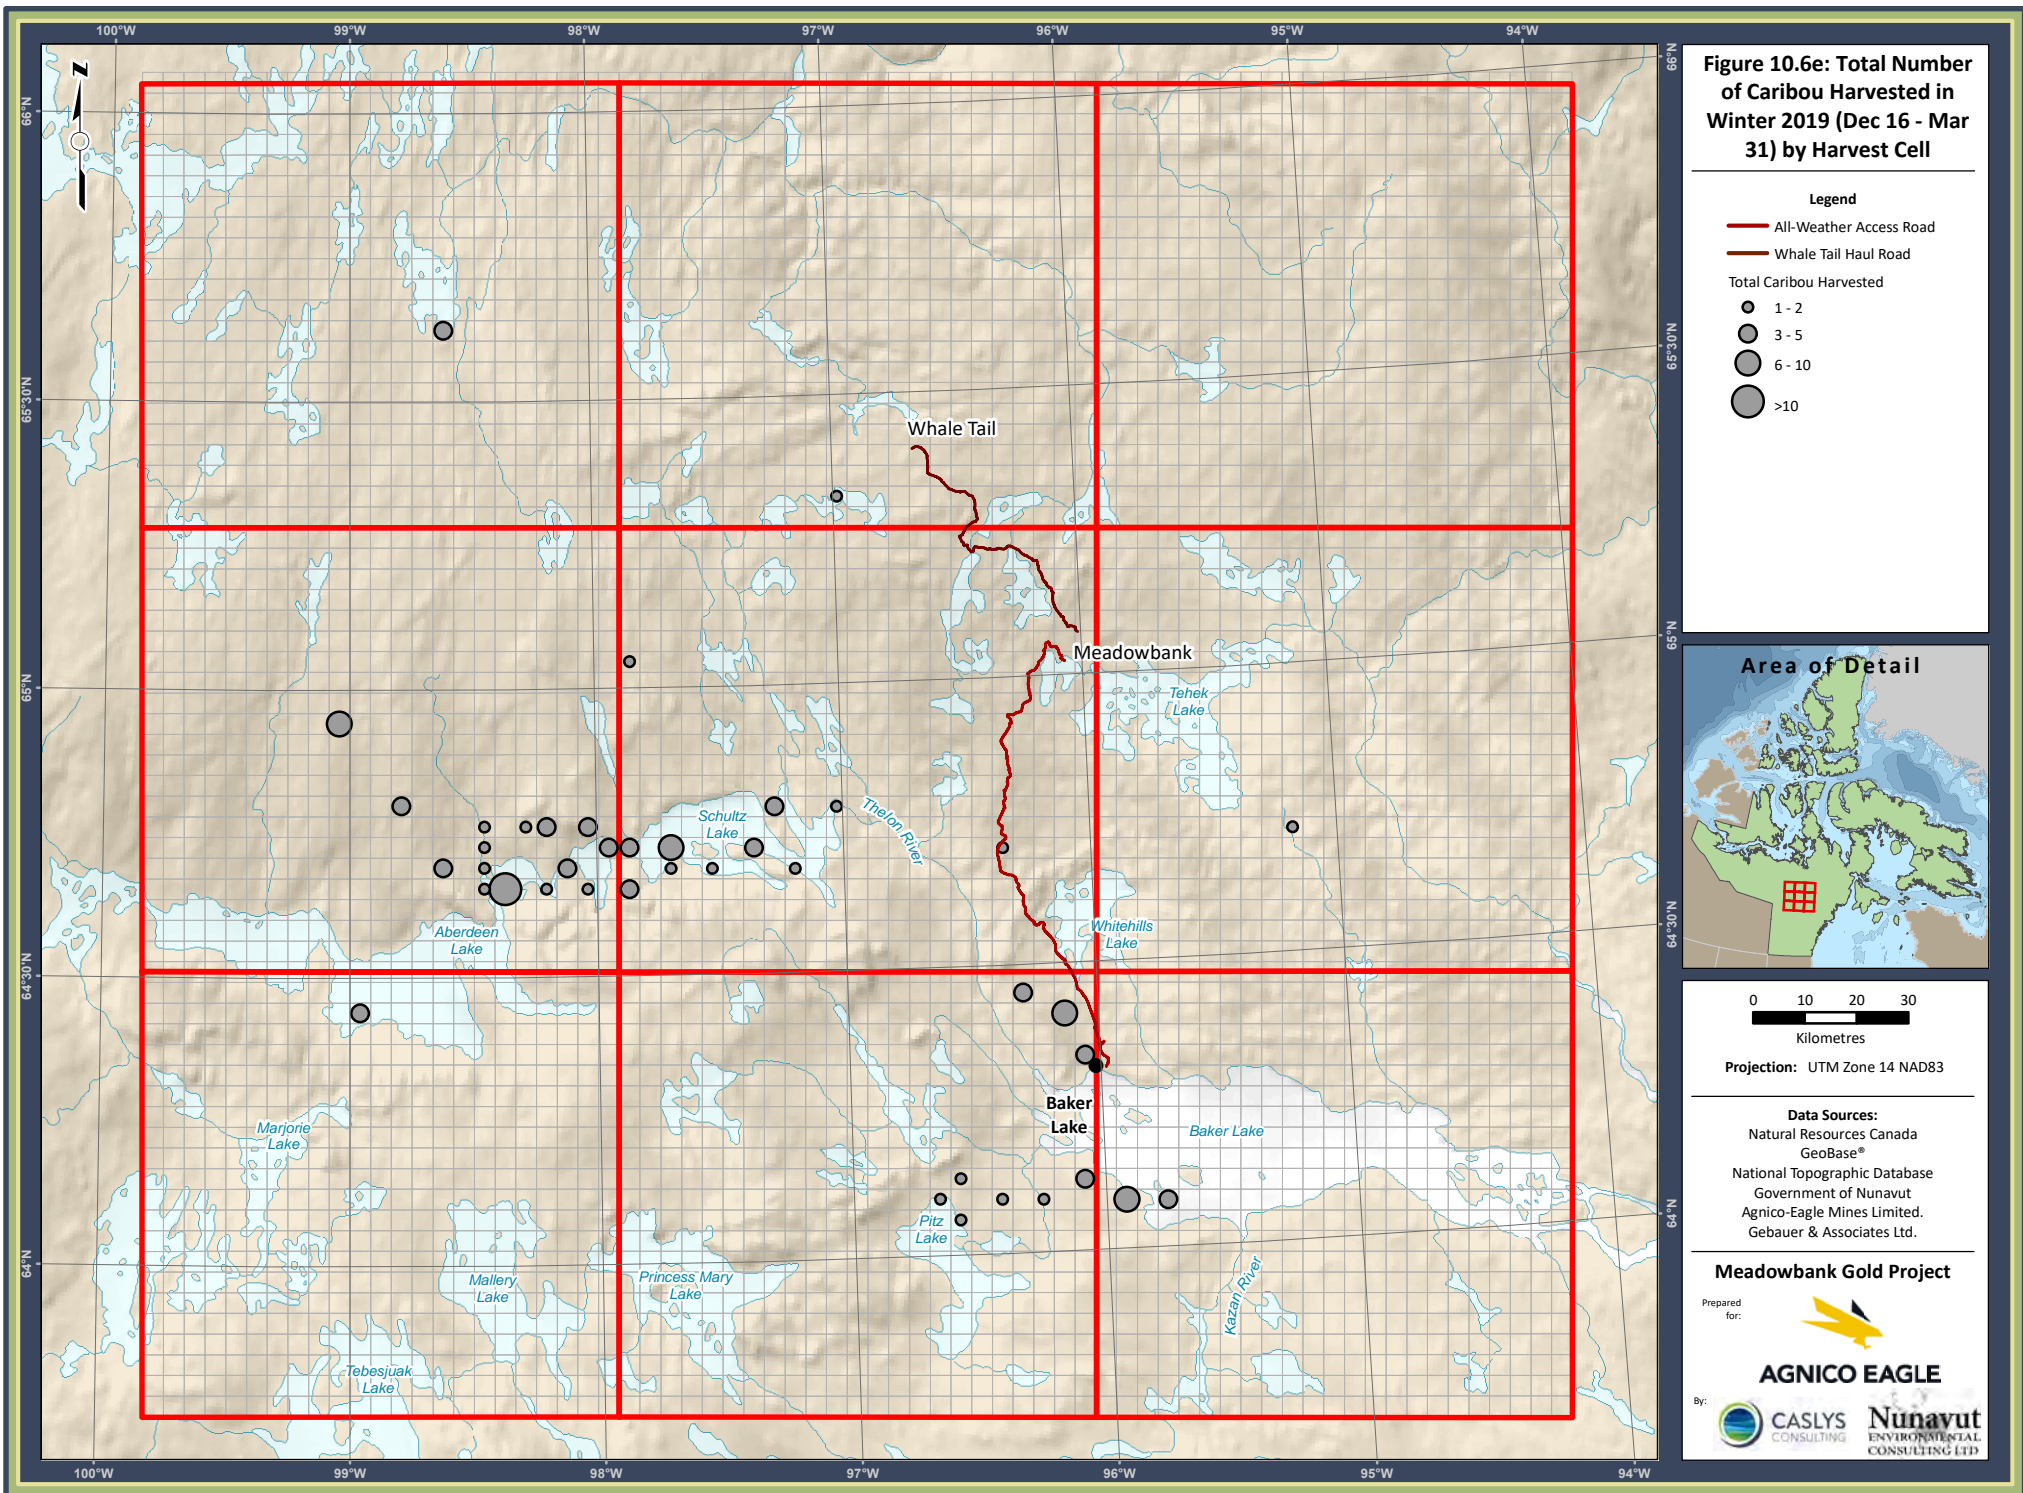 100°W 99°W 98°W 97°W 96°W 95°W 94°W
66°N
66°N
65°30'N
65°30'N
65°N
65°N
64°30'N
64°30'N
64°N
64°N
100°W 99°W 98°W 97°W 96°W 95°W 94°W
N
Whale Tail
Meadowbank
Tehek
Lake
Schultz
Lake
Thelon River
Whitehills
Lake
Aberdeen
Lake
Baker
Lake
Baker Lake
Marjorie
Lake
Pitz
Lake
Mallery
Lake
Princess Mary
Lake
Kazan River
Tebesjuak
Lake
Figure 10.6e: Total Number
of Caribou Harvested in
Winter 2019 (Dec 16 - Mar
31) by Harvest Cell
Legend
All-Weather Access Road
Whale Tail Haul Road
Total Caribou Harvested
1 - 2
3 - 5
6 - 10
>10
Area of Detail
0 10 20 30
Kilometres
Projection: UTM Zone 14 NAD83
Data Sources:
Natural Resources Canada
GeoBase®
National Topographic Database
Government of Nunavut
Agnico-Eagle Mines Limited.
Gebauer & Associates Ltd.
Meadowbank Gold Project
Prepared
for:
AGNICO EAGLE
By:
CASLYS
CONSULTING
Nunavut
ENVIRONMENTAL
CONSULTING LTD